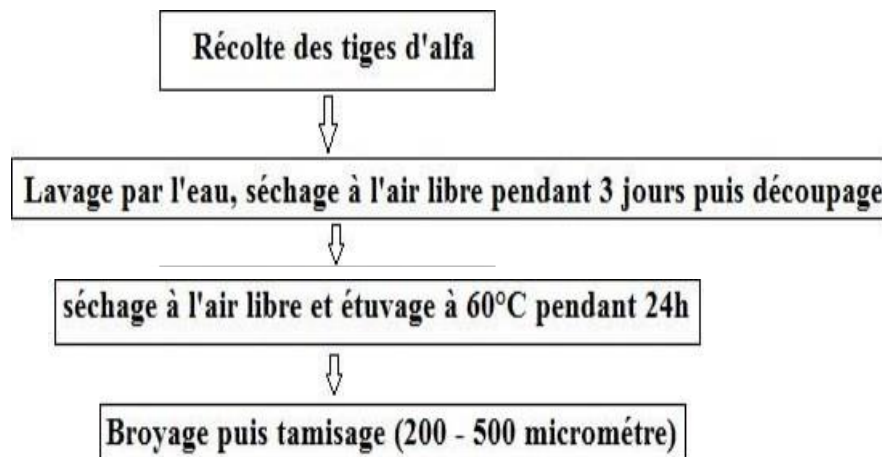 Récolte des tiges d'alfa
Lavage par l'eau, séchage à l'air libre pendant 3 jours puis découpage
séchage à l'air libre et étuvage à 60°C pendant 24h
Broyage puis tamisage (200 - 500 micrométre)